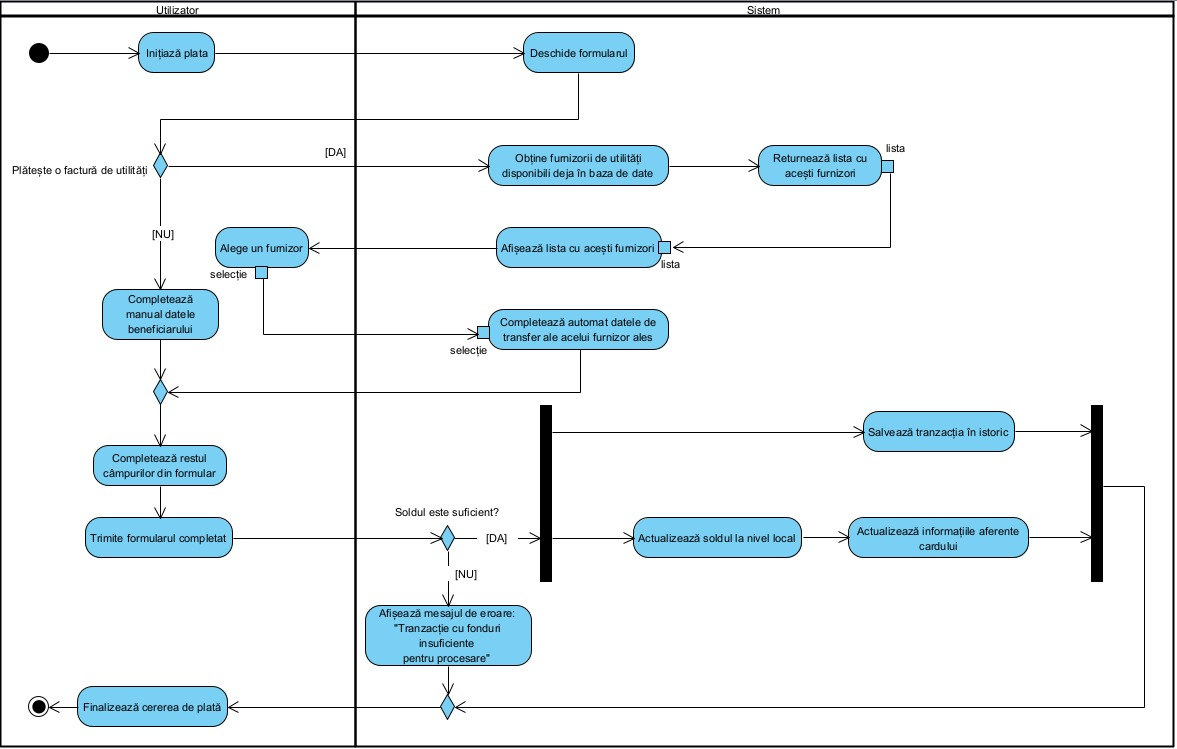 Utilizator
Sistem
Inițiază plata
Deschide formularul
Plătește o factură de utilități
[DA]
Obține furnizorii de utilități
disponibili deja în baza de date
Returnează lista cu
acești furnizori
lista
[NU]
Alege un furnizor
selecție
Afișează lista cu acești furnizori
lista
Completează
manual datele
beneficiarului
Completează automat datele de
transfer ale acelui furnizor ales
selecție
Completează restul
câmpurilor din formular
Salvează tranzacția în istoric
Trimite formularul completat
Soldul este suficient?
[DA]
Actualizează soldul la nivel local
Actualizează informațiile aferente
cardului
[NU]
Afișează mesajul de eroare:
"Tranzacție cu fonduri
insuficiente
pentru procesare"
Finalizează cererea de plată